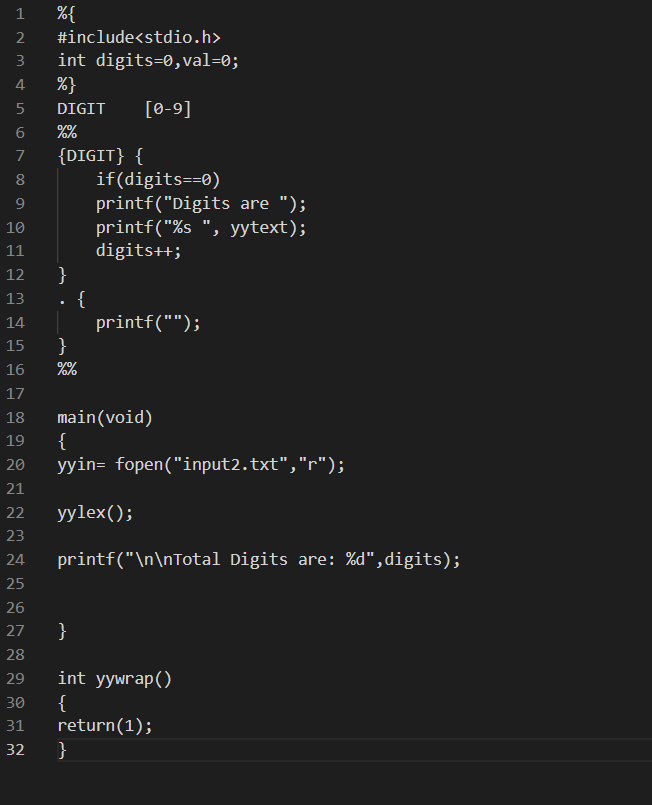 1 %{
2 #include<stdio.h>
3 int digits=0,val=0;
4 %}
5 DIGIT    [0-9]
6 %%
7 {DIGIT} {
8     if(digits==0)
9     printf("Digits are ");
10     printf("%s ", yytext);
11     digits++;
12 }
13 . {
14     printf("");
15 }
16 %%
17
18 main(void)
19 {
20 yyin= fopen("input2.txt","r");
21
22 yylex();
23
24 printf("\n\nTotal Digits are: %d",digits);
25
26
27 }
28
29 int yywrap()
30 {
31 return(1);
32 }